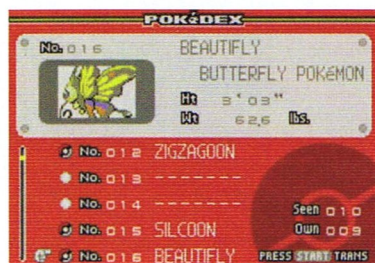 POKéDEX
No. 016 BEAUTIFLY
BUTTERFLY POKéMON
Ht 3'03"
Wt 62.6 lbs.
No. 012 ZIGZAGOON
No. 013 -------
No. 014 -------
Seen 010
No. 015 SILCOON
Own 009
No. 016 BEAUTIFLY
PRESS START TRANS